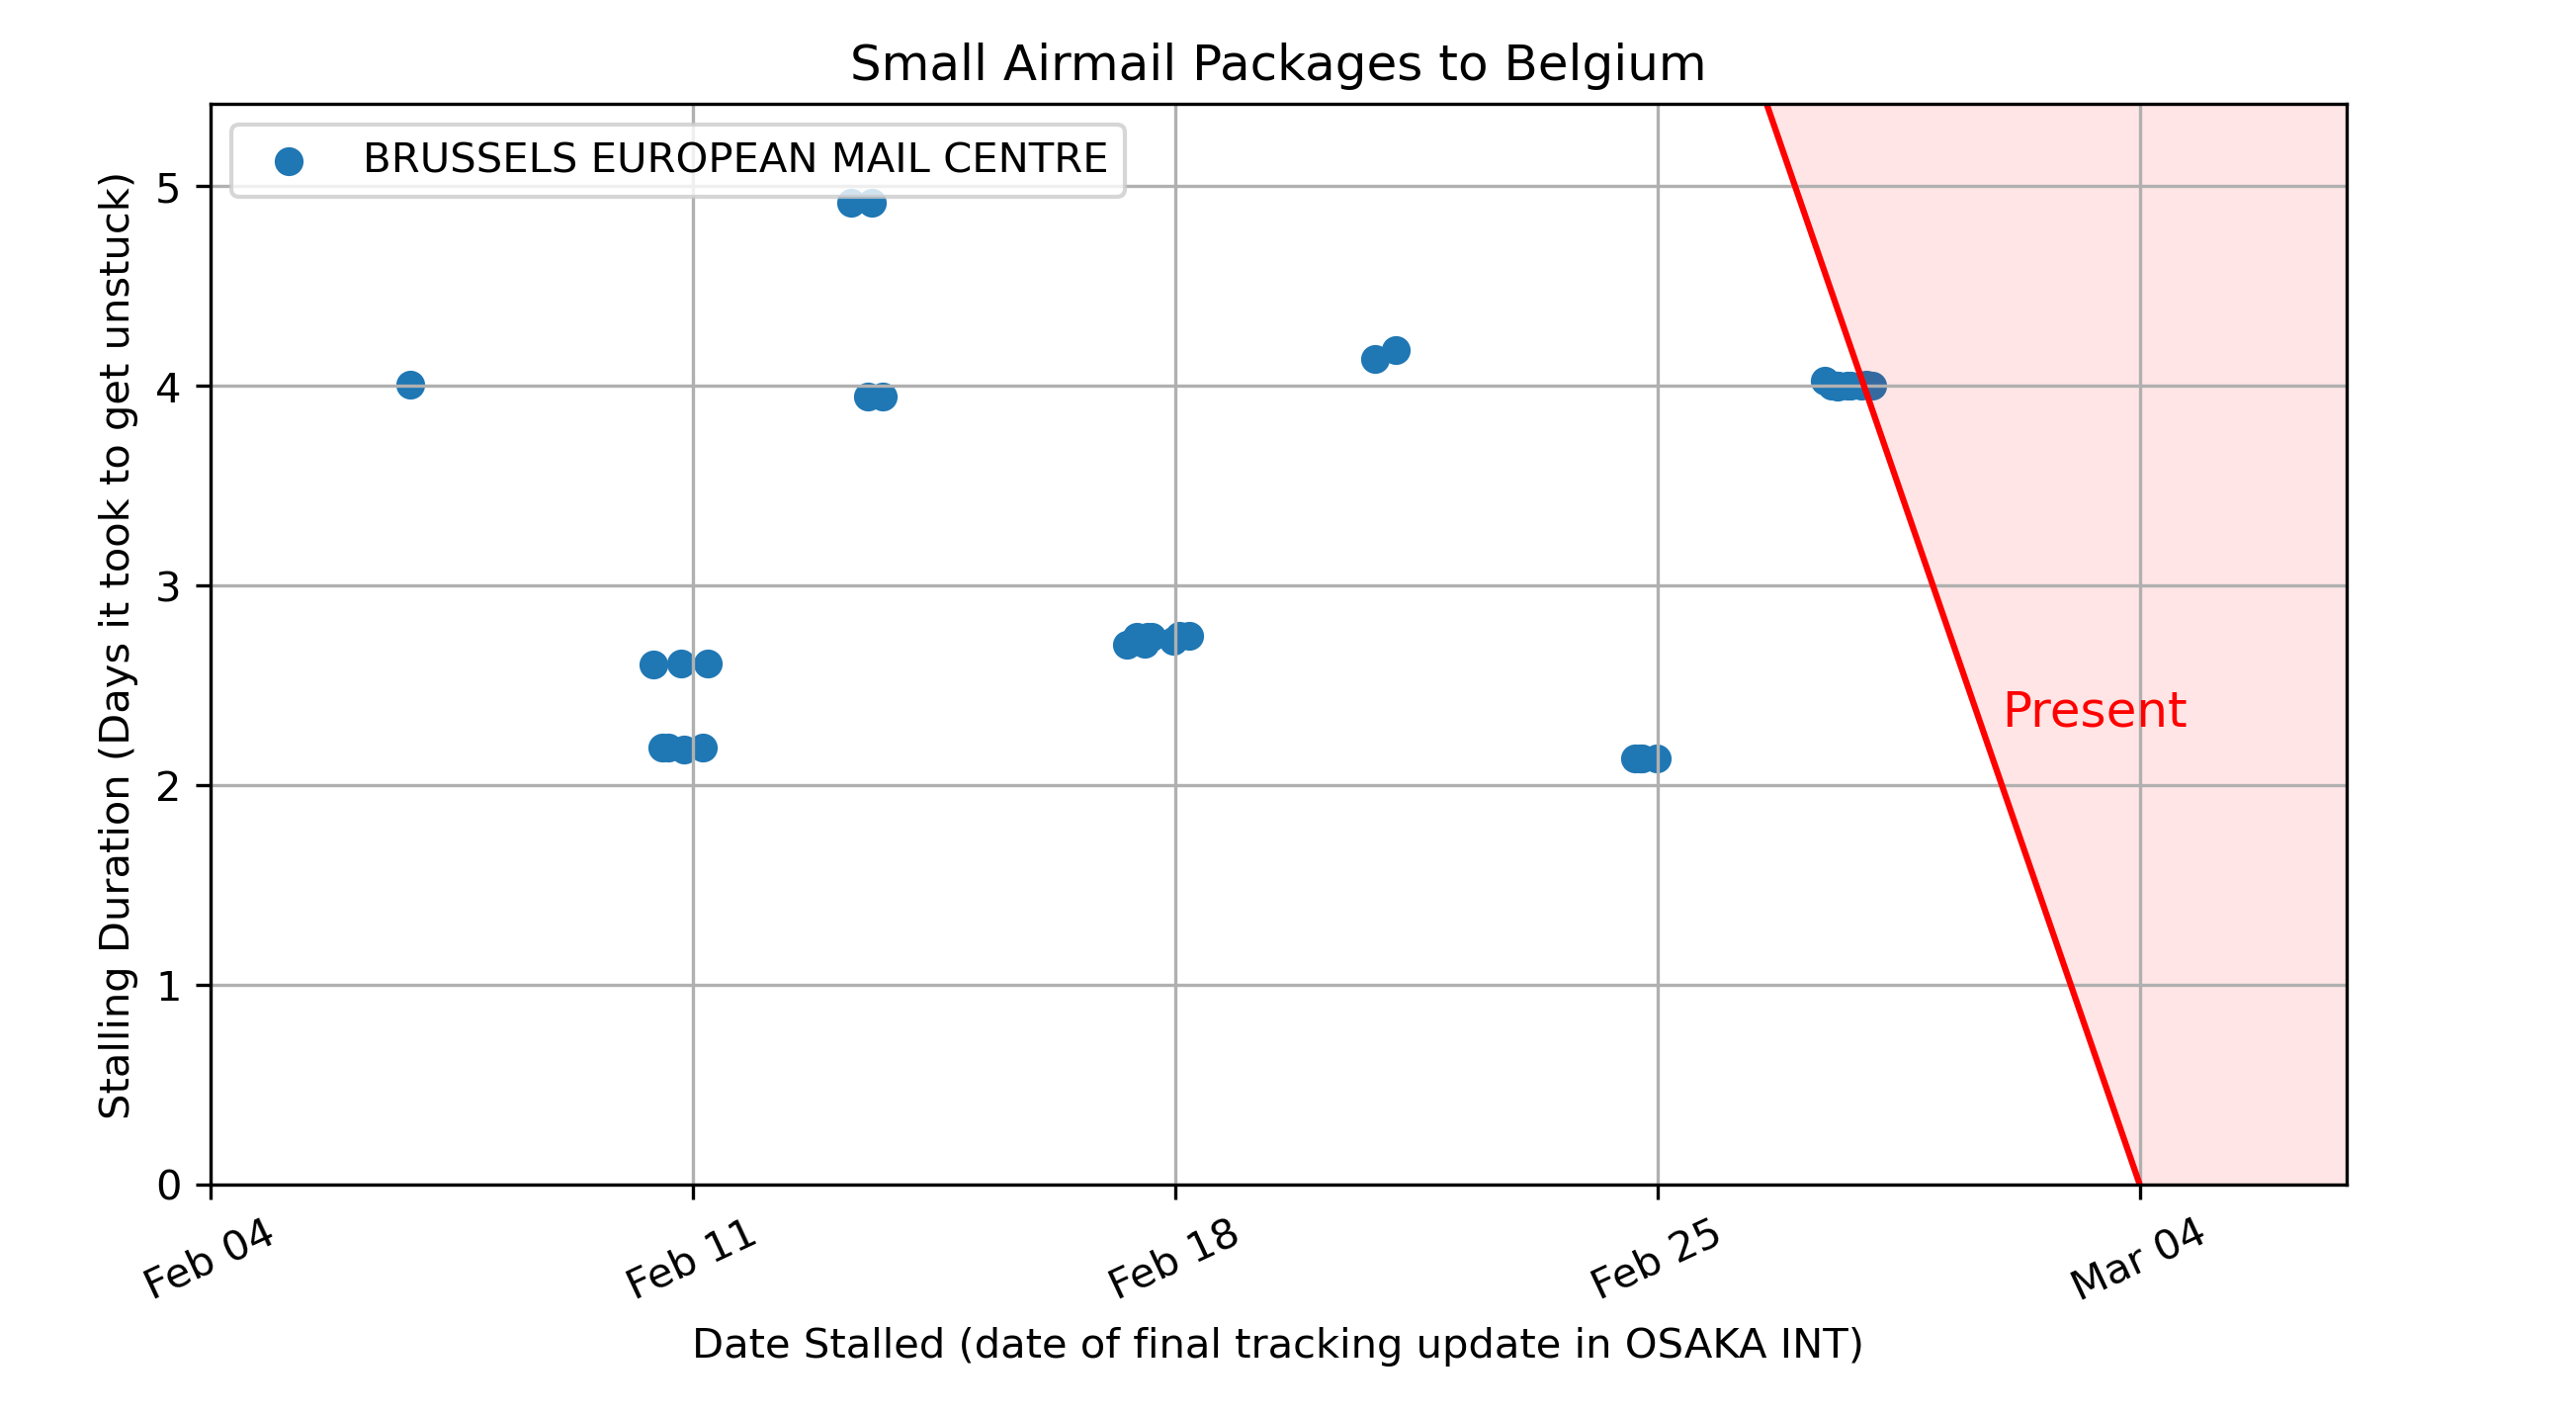 Small Airmail Packages to Belgium
BRUSSELS EUROPEAN MAIL CENTRE
Stalling Duration (Days it took to get unstuck)
5
4
3
2
1
0
Present
Feb 04
Feb 11
Feb 18
Feb 25
Mar 04
Date Stalled (date of final tracking update in OSAKA INT)